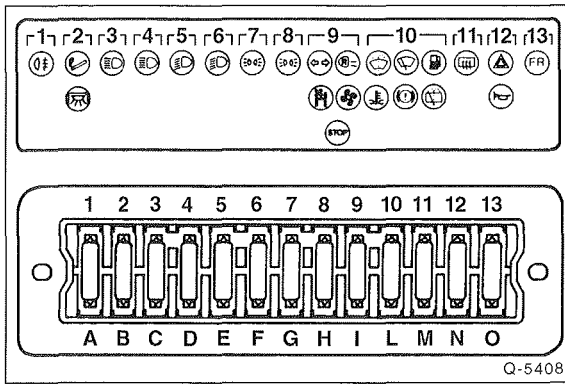 1 2 3 4 5 6 7 8 9 10 11 12 13
R =
FR
STOP
1 2 3 4 5 6 7 8 9 10 11 12 13
A B C D E F G H I L M N O
Q-5408